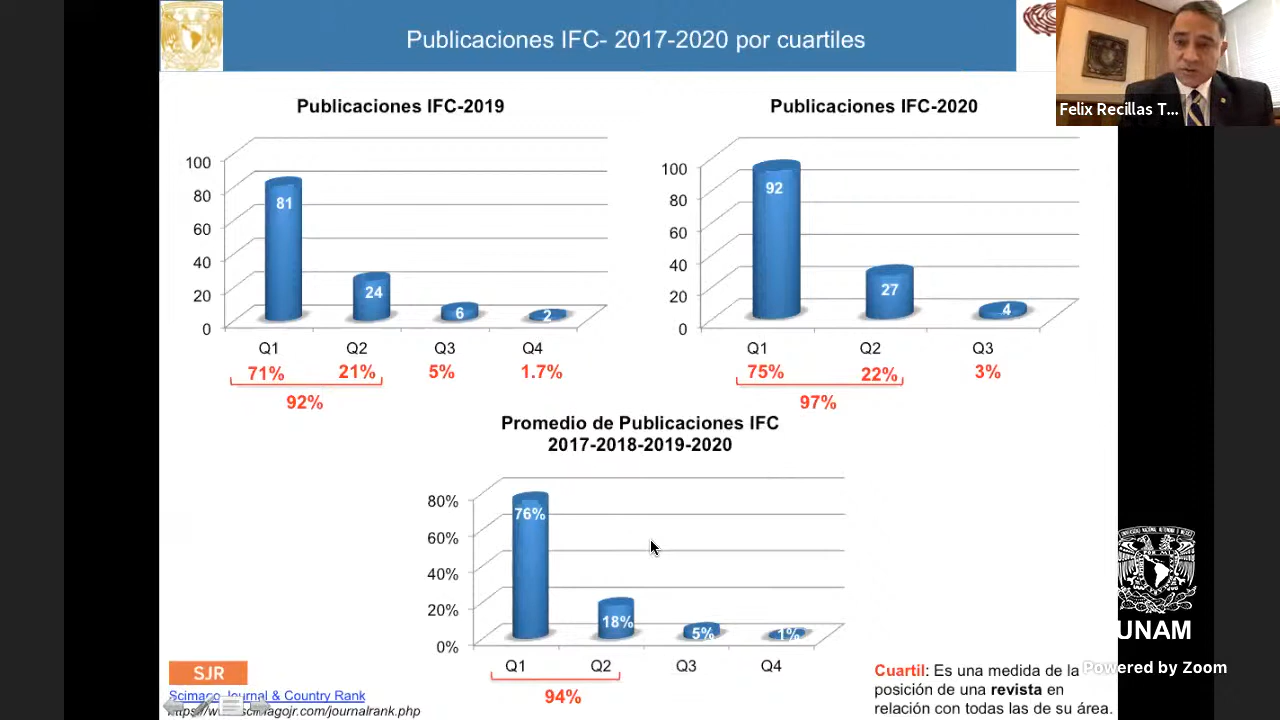 Publicaciones IFC- 2017-2020 por cuartiles
Felix Recillas T...
Publicaciones IFC-2019
100
80
60
40
20
0
81
24
6
2
Q1 Q2 Q3 Q4
71% 21% 5% 1.7%
92%
Publicaciones IFC-2020
100
80
60
40
20
0
92
27
4
Q1 Q2 Q3
75% 22% 3%
97%
Promedio de Publicaciones IFC
2017-2018-2019-2020
80%
60%
40%
20%
0%
76%
18%
5%
1%
Q1 Q2 Q3 Q4
94%
SJR
Scimago Journal & Country Rank
https://www.scimagojr.com/journalrank.php
Cuartil: Es una medida de la
posición de una revista en
relación con todas las de su área.
UNAM
Powered by Zoom